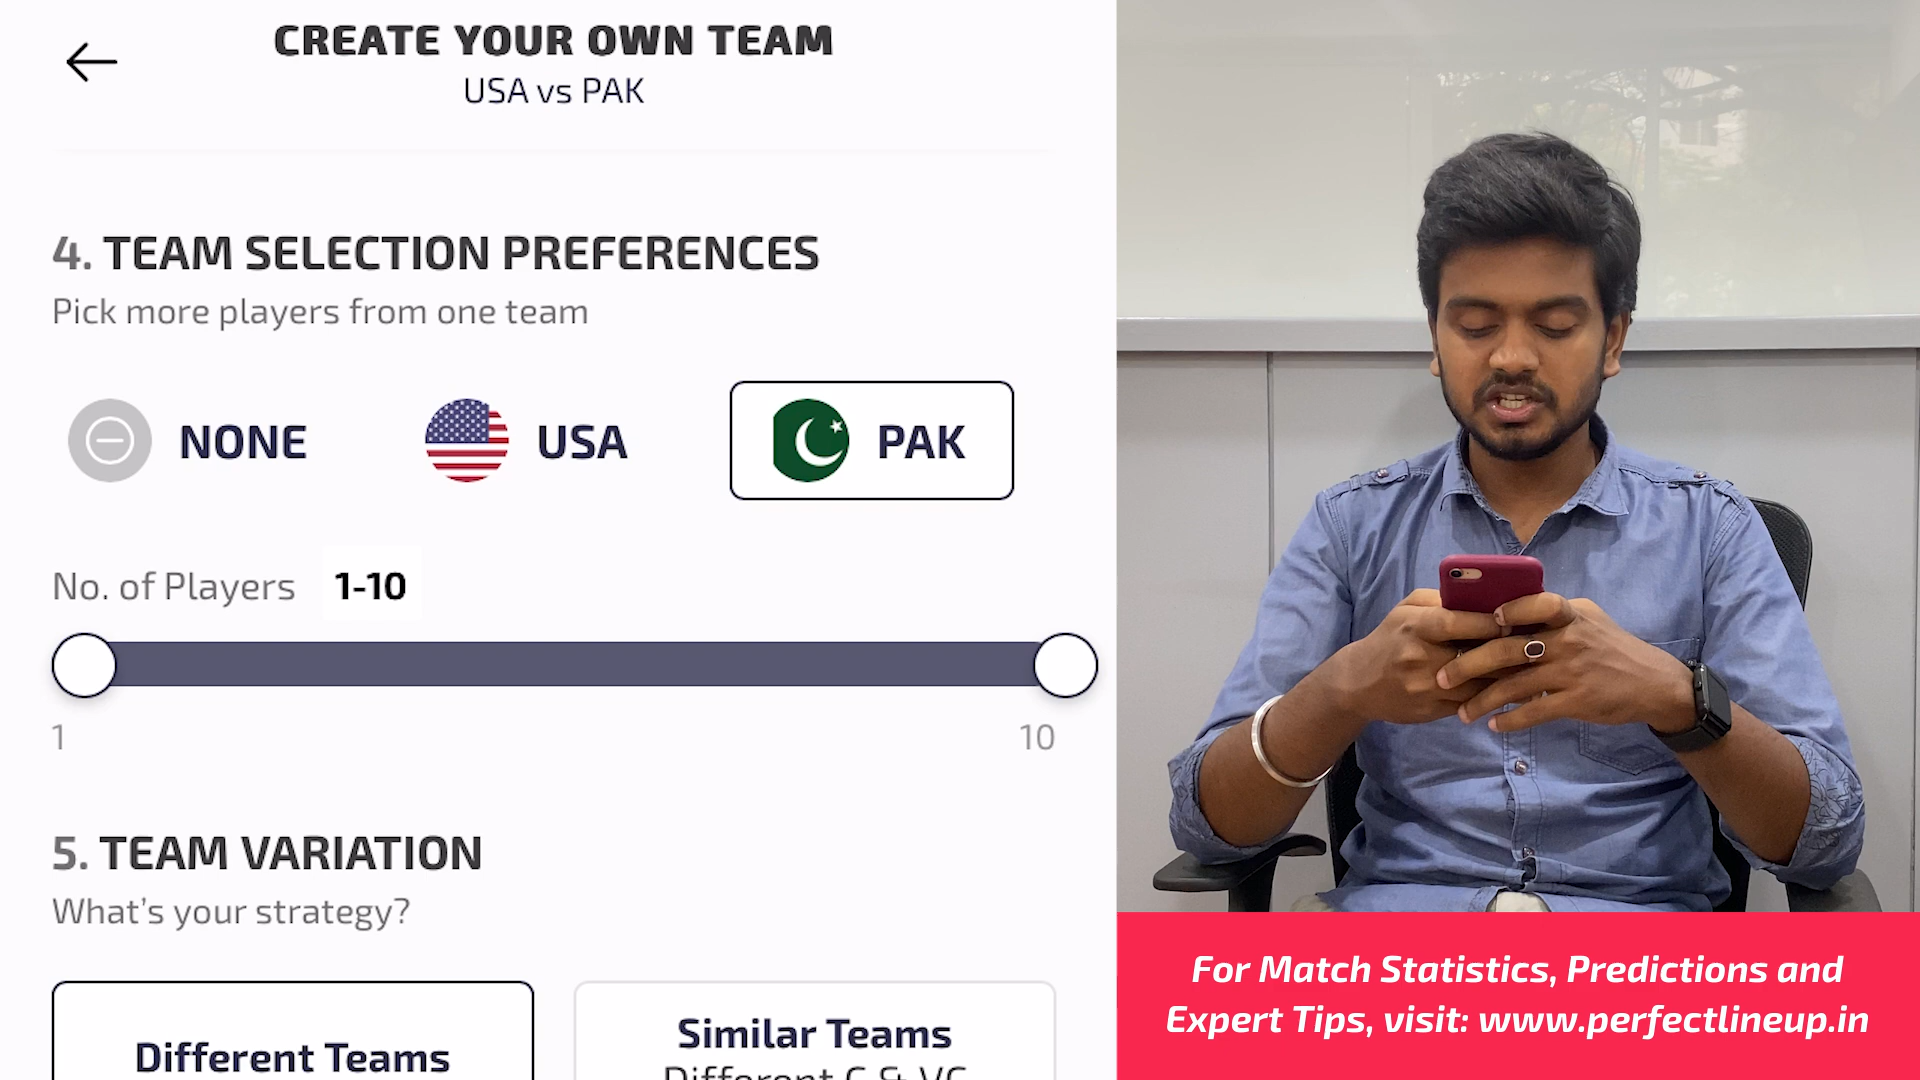 CREATE YOUR OWN TEAM
USA vs PAK
4. TEAM SELECTION PREFERENCES
Pick more players from one team
NONE
USA
PAK
No. of Players 1-10
1
10
5. TEAM VARIATION
What's your strategy?
Different Teams
Similar Teams
Different C & VC
For Match Statistics, Predictions and
Expert Tips, visit: www.perfectlineup.in